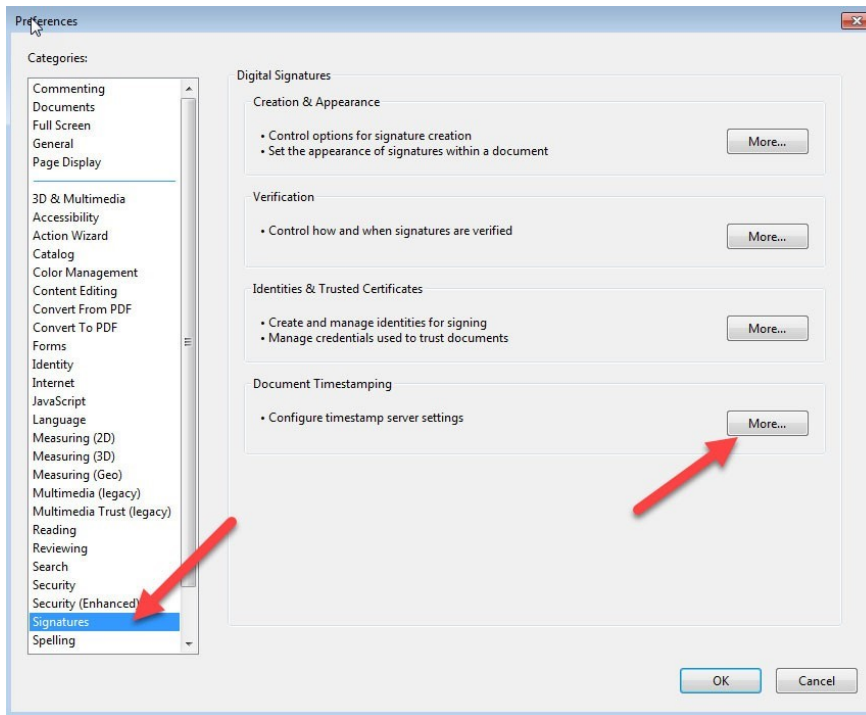 Preferences
Categories:
Commenting
Documents
Full Screen
General
Page Display
3D & Multimedia
Accessibility
Action Wizard
Catalog
Color Management
Content Editing
Convert From PDF
Convert To PDF
Forms
Identity
Internet
JavaScript
Language
Measuring (2D)
Measuring (3D)
Measuring (Geo)
Multimedia (legacy)
Multimedia Trust (legacy)
Reading
Reviewing
Search
Security
Security (Enhanced)
Signatures
Spelling
Digital Signatures
Creation & Appearance
• Control options for signature creation
• Set the appearance of signatures within a document
More...
Verification
• Control how and when signatures are verified
More...
Identities & Trusted Certificates
• Create and manage identities for signing
• Manage credentials used to trust documents
More...
Document Timestamping
• Configure timestamp server settings
More...
OK
Cancel